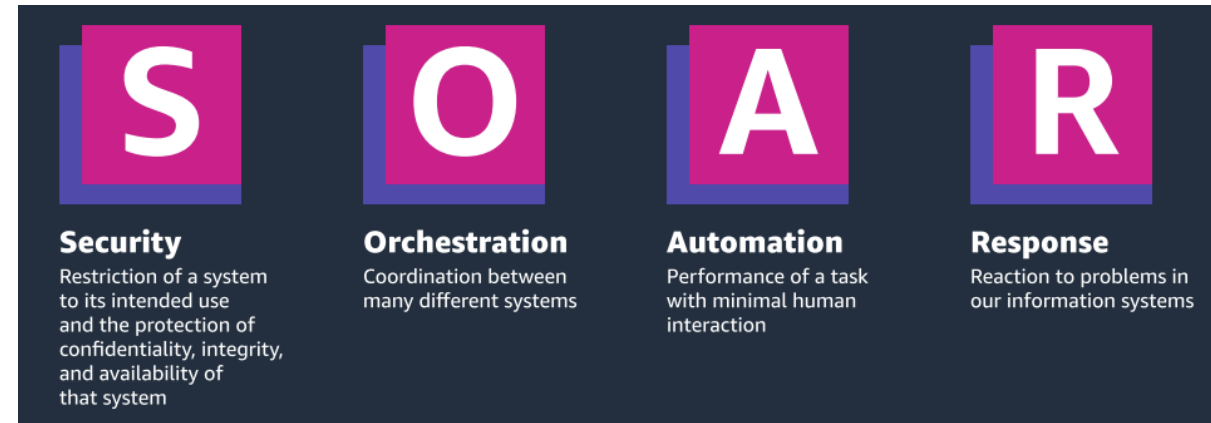 S
Security
Restriction of a system
to its intended use
and the protection of
confidentiality, integrity,
and availability of
that system
O
Orchestration
Coordination between
many different systems
A
Automation
Performance of a task
with minimal human
interaction
R
Response
Reaction to problems in
our information systems